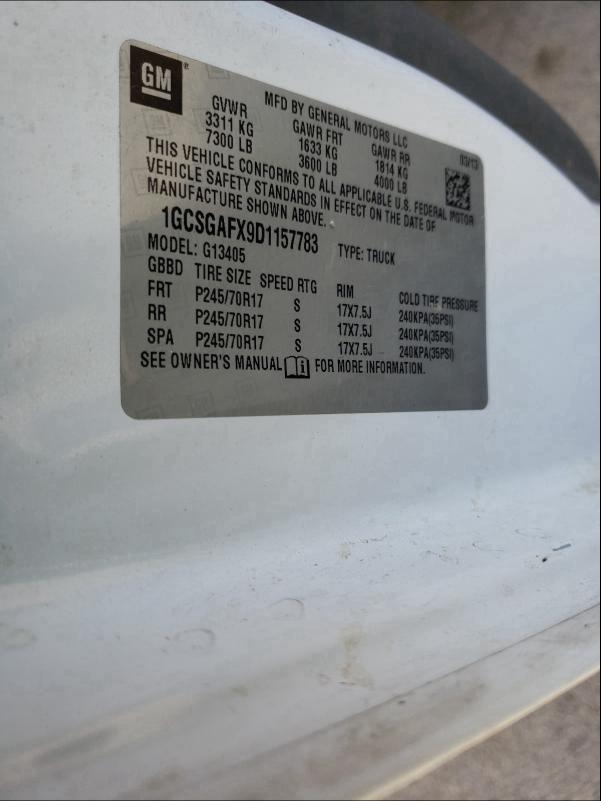 GM
MFD BY GENERAL MOTORS LLC
GVWR GAWR FRT GAWR RR 03/13
3311 KG 1633 KG 1814 KG
7300 LB 3600 LB 4000 LB
THIS VEHICLE CONFORMS TO ALL APPLICABLE U.S. FEDERAL MOTOR
VEHICLE SAFETY STANDARDS IN EFFECT ON THE DATE OF
MANUFACTURE SHOWN ABOVE.
1GCSGAFX9D1157783
MODEL: G13405 TYPE: TRUCK
GBBD TIRE SIZE SPEED RTG RIM COLD TIRE PRESSURE
FRT P245/70R17 S 17X7.5J 240KPA(35PSI)
RR P245/70R17 S 17X7.5J 240KPA(35PSI)
SPA P245/70R17 S 17X7.5J 240KPA(35PSI)
SEE OWNER'S MANUAL i FOR MORE INFORMATION.